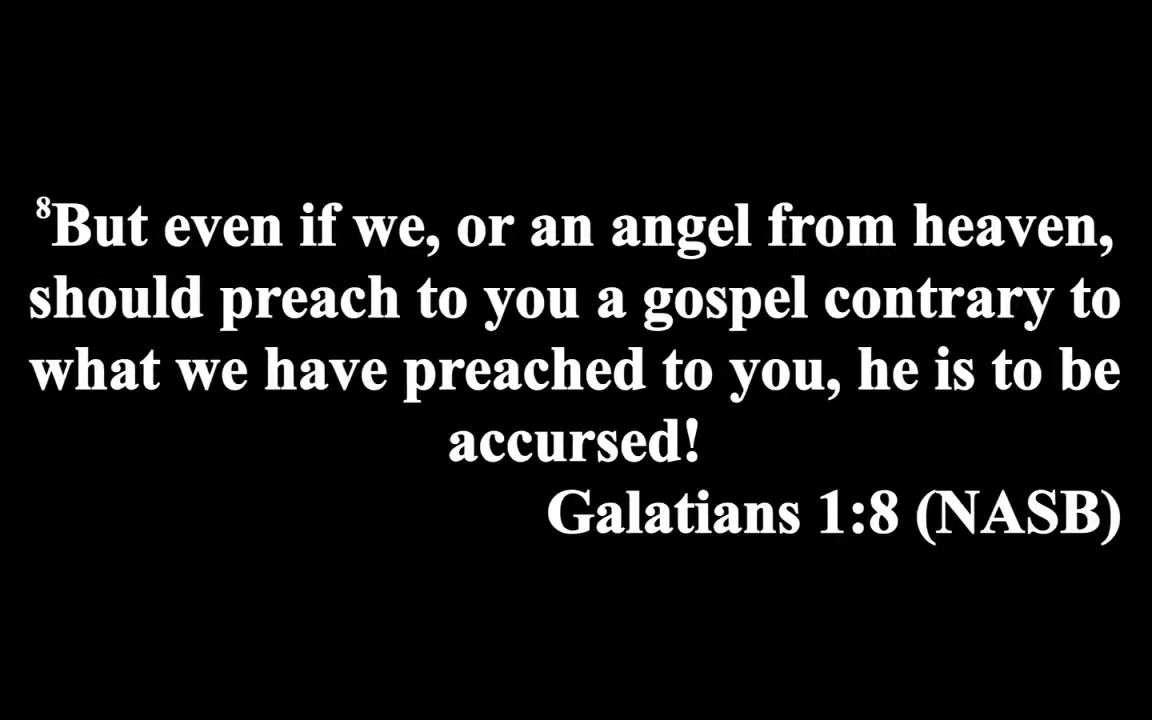 ⁸But even if we, or an angel from heaven,
should preach to you a gospel contrary to
what we have preached to you, he is to be
accursed!
Galatians 1:8 (NASB)